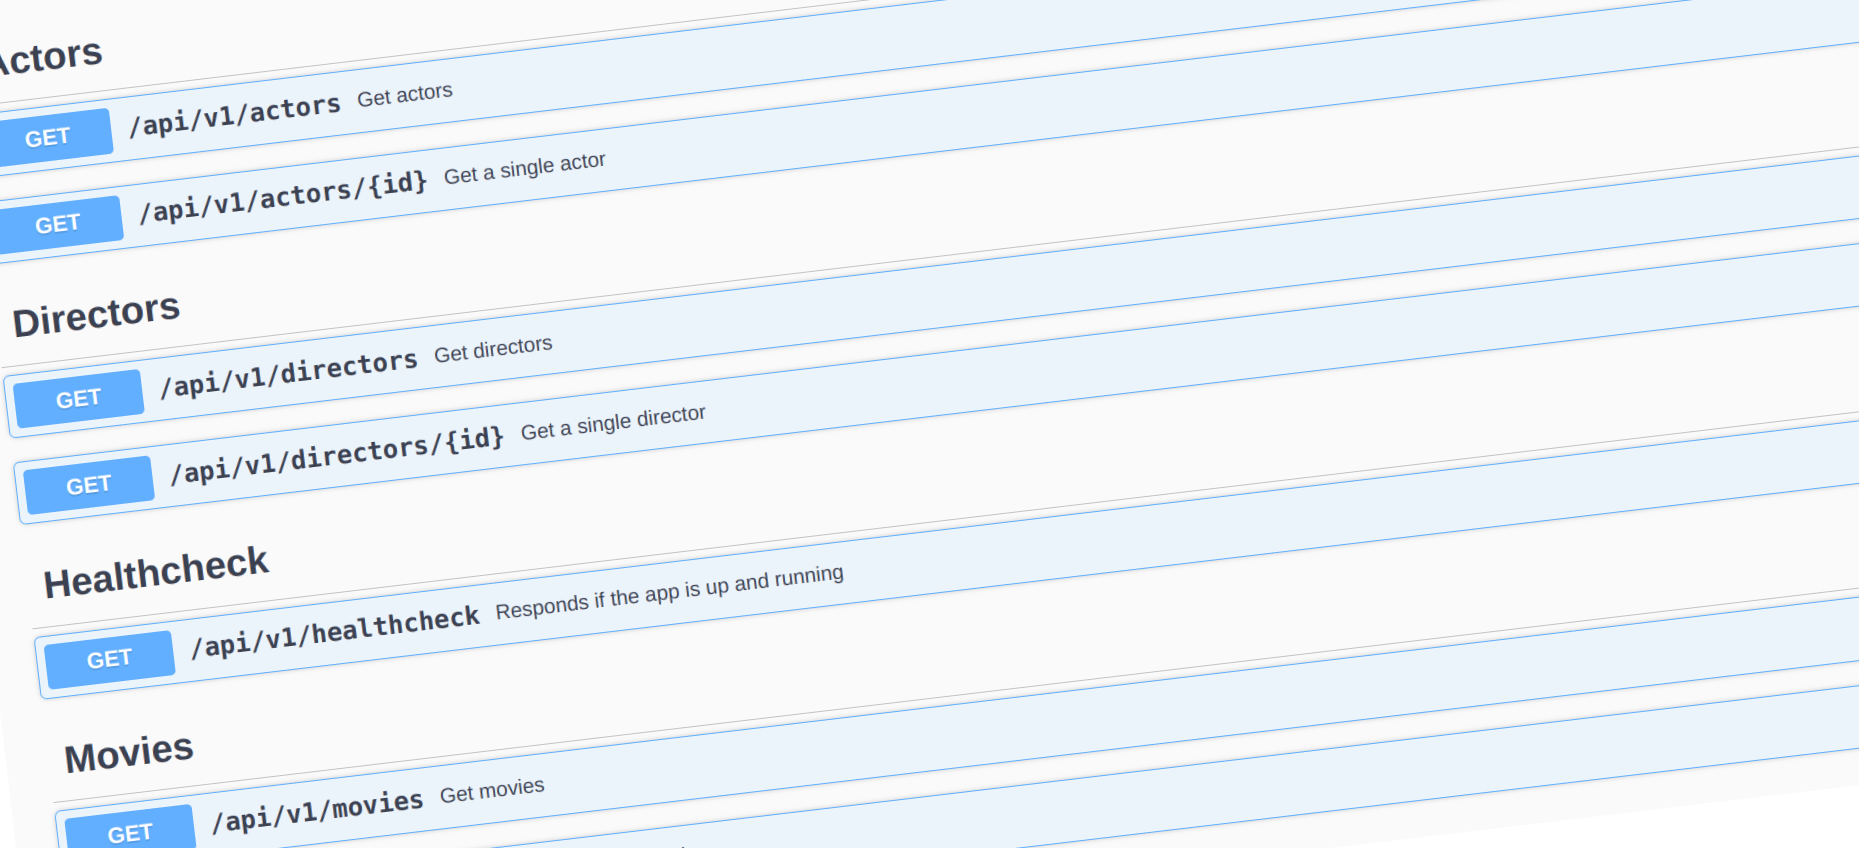 Actors
GET /api/v1/actors Get actors
GET /api/v1/actors/{id} Get a single actor
Directors
GET /api/v1/directors Get directors
GET /api/v1/directors/{id} Get a single director
Healthcheck
GET /api/v1/healthcheck Responds if the app is up and running
Movies
GET /api/v1/movies Get movies